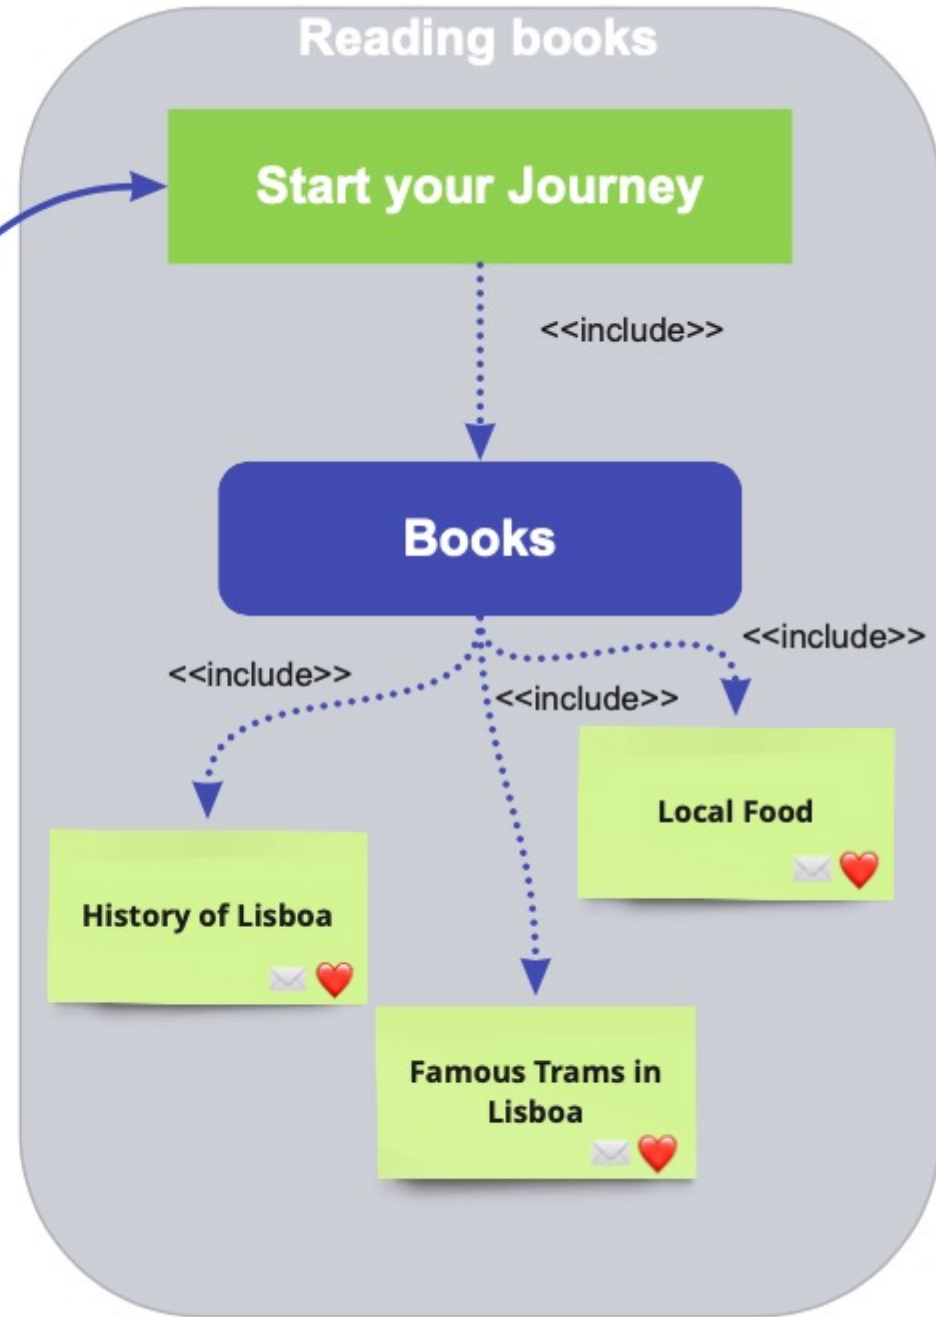 Reading books
Start your Journey
<<include>>
Books
<<include>>
<<include>>
<<include>>
Local Food
History of Lisboa
Famous Trams in
Lisboa